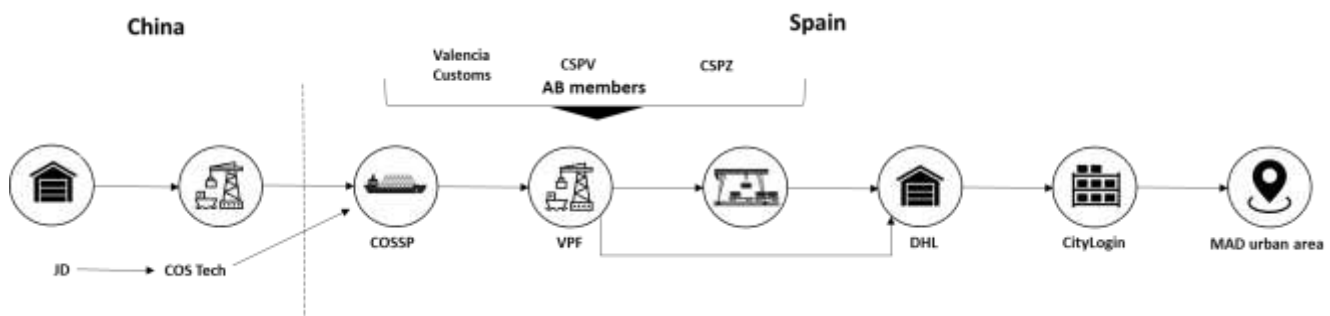 China
Spain
Valencia
Customs
CSPV
CSPZ
AB members
COSSP
VPF
DHL
CityLogin
MAD urban area
JD
COS Tech